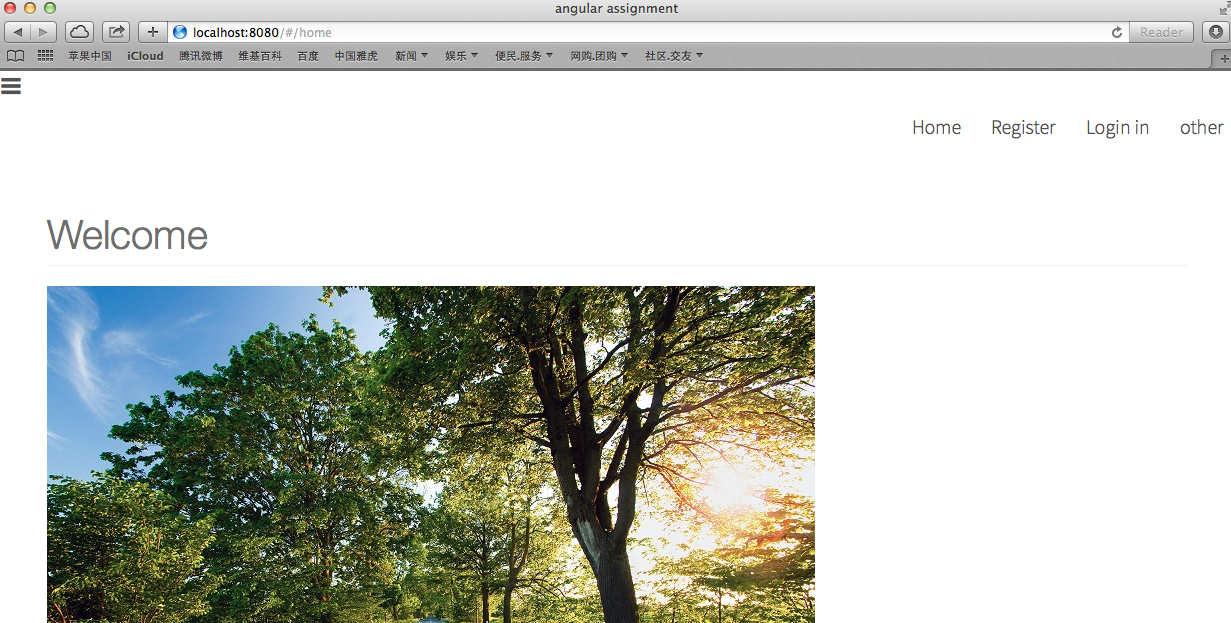 angular assignment
localhost:8080/#/home Reader
苹果中国 iCloud 腾讯微博 维基百科 百度 中国雅虎 新闻 娱乐 便民.服务 网购.团购 社区.交友
Home Register Login in other
Welcome